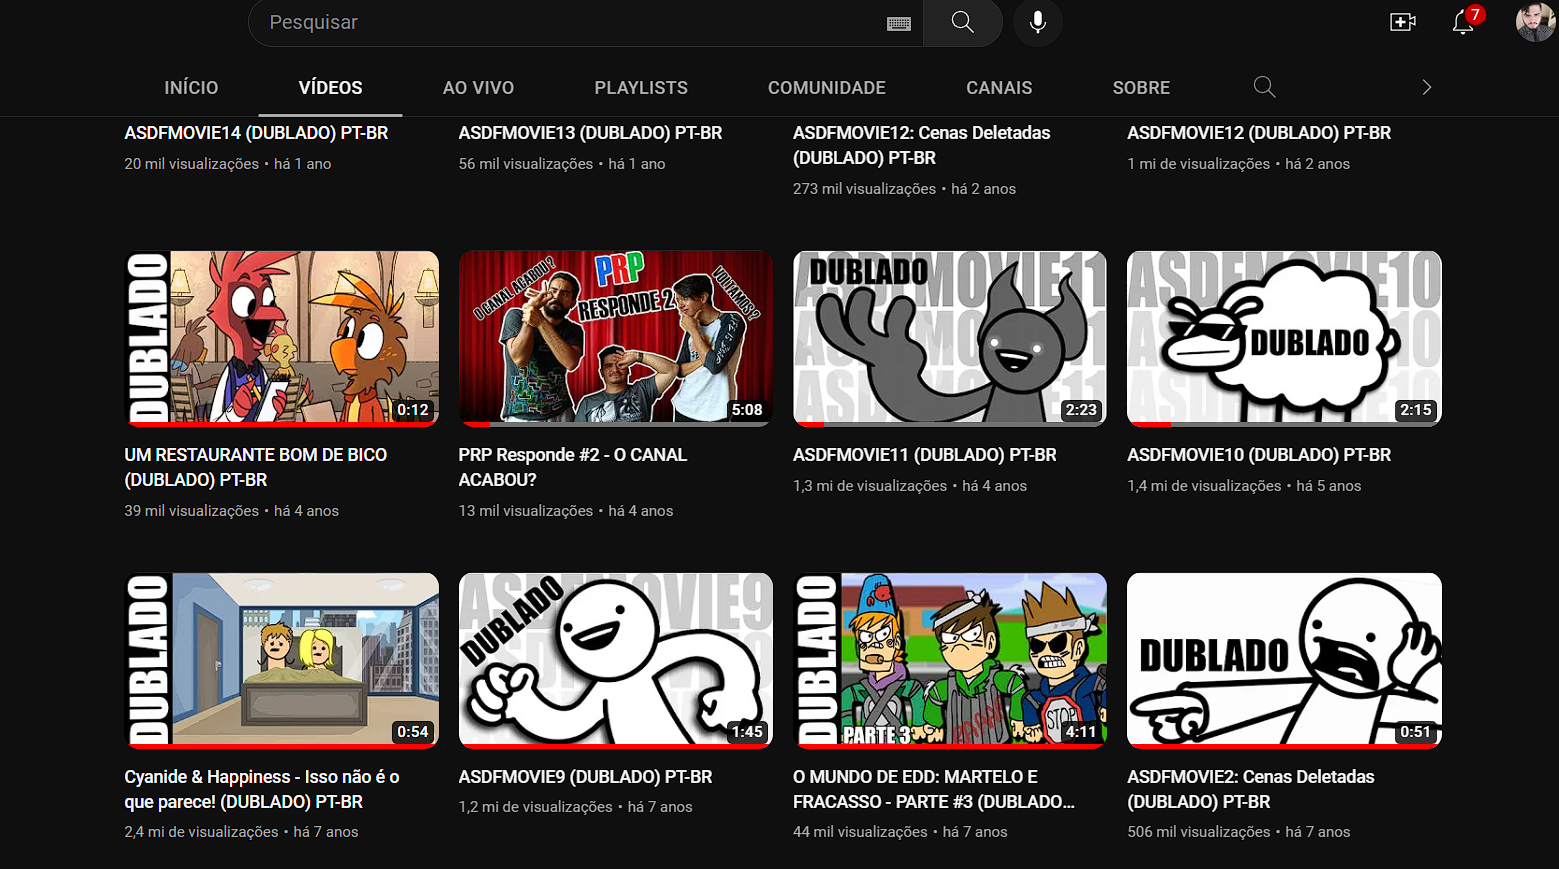 Pesquisar
7
INÍCIO
VÍDEOS
AO VIVO
PLAYLISTS
COMUNIDADE
CANAIS
SOBRE
ASDFMOVIE14 (DUBLADO) PT-BR
20 mil visualizações • há 1 ano
ASDFMOVIE13 (DUBLADO) PT-BR
56 mil visualizações • há 1 ano
ASDFMOVIE12: Cenas Deletadas
(DUBLADO) PT-BR
273 mil visualizações • há 2 anos
ASDFMOVIE12 (DUBLADO) PT-BR
1 mi de visualizações • há 2 anos
DUBLADO
0:12
UM RESTAURANTE BOM DE BICO
(DUBLADO) PT-BR
39 mil visualizações • há 4 anos
O CANAL ACABOU?
PRP
RESPONDE 2
VOLTAMOS?
5:08
PRP Responde #2 - O CANAL
ACABOU?
13 mil visualizações • há 4 anos
ASDFMOVIE11
DUBLADO
2:23
ASDFMOVIE11 (DUBLADO) PT-BR
1,3 mi de visualizações • há 4 anos
ASDFMOVIE10
DUBLADO
2:15
ASDFMOVIE10 (DUBLADO) PT-BR
1,4 mi de visualizações • há 5 anos
DUBLADO
0:54
Cyanide & Happiness - Isso não é o
que parece! (DUBLADO) PT-BR
2,4 mi de visualizações • há 7 anos
ASDFMOVIE9
DUBLADO
1:45
ASDFMOVIE9 (DUBLADO) PT-BR
1,2 mi de visualizações • há 7 anos
DUBLADO
STOP
PARTE 3
4:11
O MUNDO DE EDD: MARTELO E
FRACASSO - PARTE #3 (DUBLADO...
44 mil visualizações • há 7 anos
DUBLADO
0:51
ASDFMOVIE2: Cenas Deletadas
(DUBLADO) PT-BR
506 mil visualizações • há 7 anos